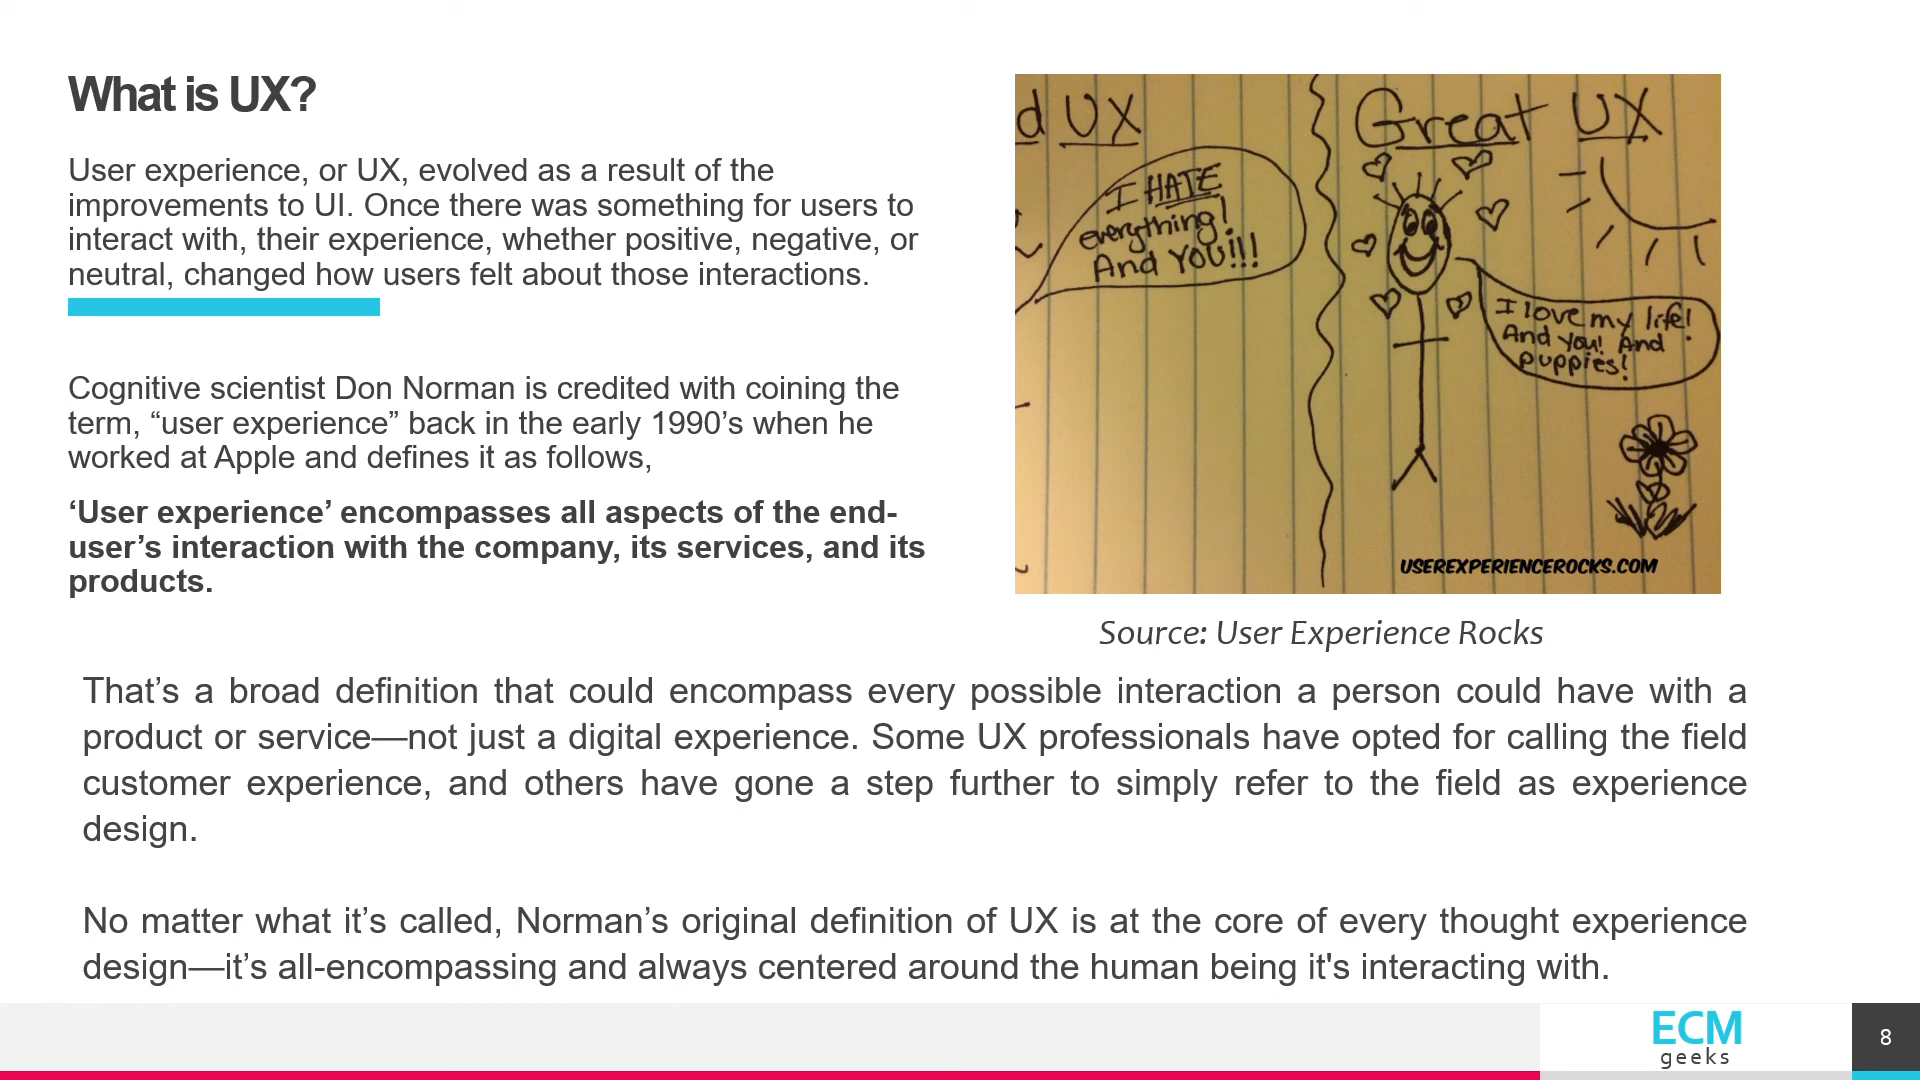 What is UX?
User experience, or UX, evolved as a result of the
improvements to UI. Once there was something for users to
interact with, their experience, whether positive, negative, or
neutral, changed how users felt about those interactions.
Cognitive scientist Don Norman is credited with coining the
term, “user experience” back in the early 1990’s when he
worked at Apple and defines it as follows,
‘User experience’ encompasses all aspects of the end-
user’s interaction with the company, its services, and its
products.
d UX
I HATE
everything!
And YOU!!!
Great UX
I love my life!
And you! And
puppies!
USEREXPERIENCEROCKS.COM
Source: User Experience Rocks
That’s a broad definition that could encompass every possible interaction a person could have with a
product or service—not just a digital experience. Some UX professionals have opted for calling the field
customer experience, and others have gone a step further to simply refer to the field as experience
design.
No matter what it’s called, Norman’s original definition of UX is at the core of every thought experience
design—it’s all-encompassing and always centered around the human being it's interacting with.
ECM
geeks
8